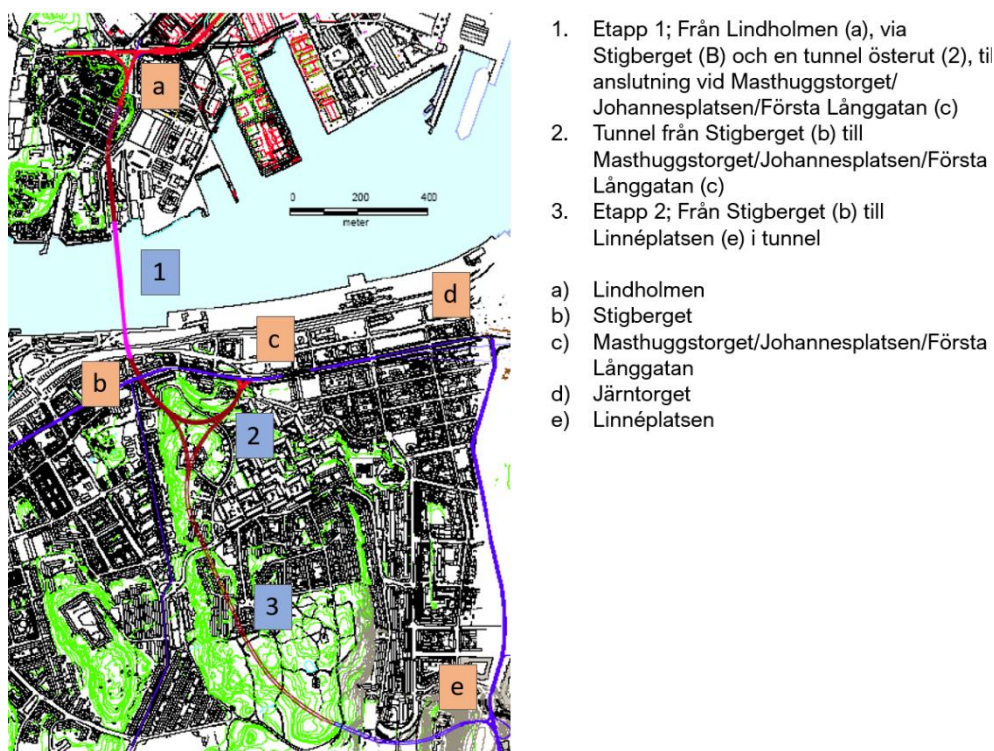 a
0 200 400
meter
1
d
c
b
2
3
e
1. Etapp 1; Från Lindholmen (a), via
Stigberget (B) och en tunnel österut (2), til
anslutning vid Masthuggstorget/
Johannesplatsen/Första Långgatan (c)
2. Tunnel från Stigberget (b) till
Masthuggstorget/Johannesplatsen/Första
Långgatan (c)
3. Etapp 2; Från Stigberget (b) till
Linnéplatsen (e) i tunnel
a) Lindholmen
b) Stigberget
c) Masthuggstorget/Johannesplatsen/Första
Långgatan
d) Järntorget
e) Linnéplatsen